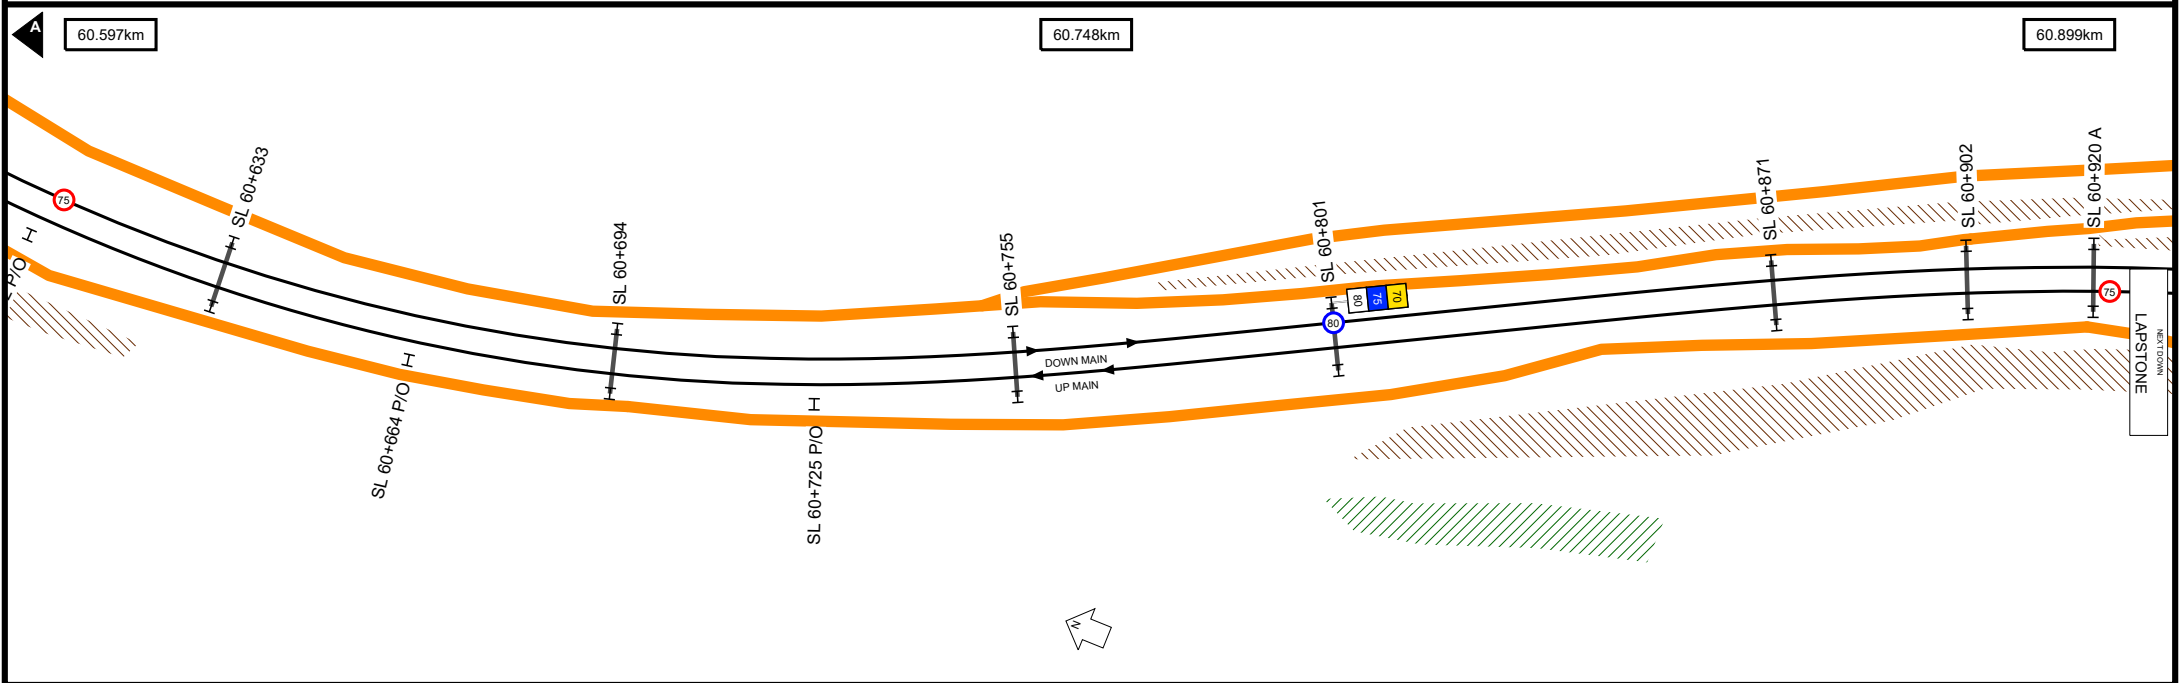 A
60.597km
60.748km
60.899km
75
SL 60+633
SL 60+694
SL 60+755
SL 60+801
SL 60+871
SL 60+902
SL 60+920 A
80
75
70
80
75
DOWN MAIN
UP MAIN
P/O
SL 60+664 P/O
SL 60+725 P/O
NEXT DOWN
LAPSTONE
N